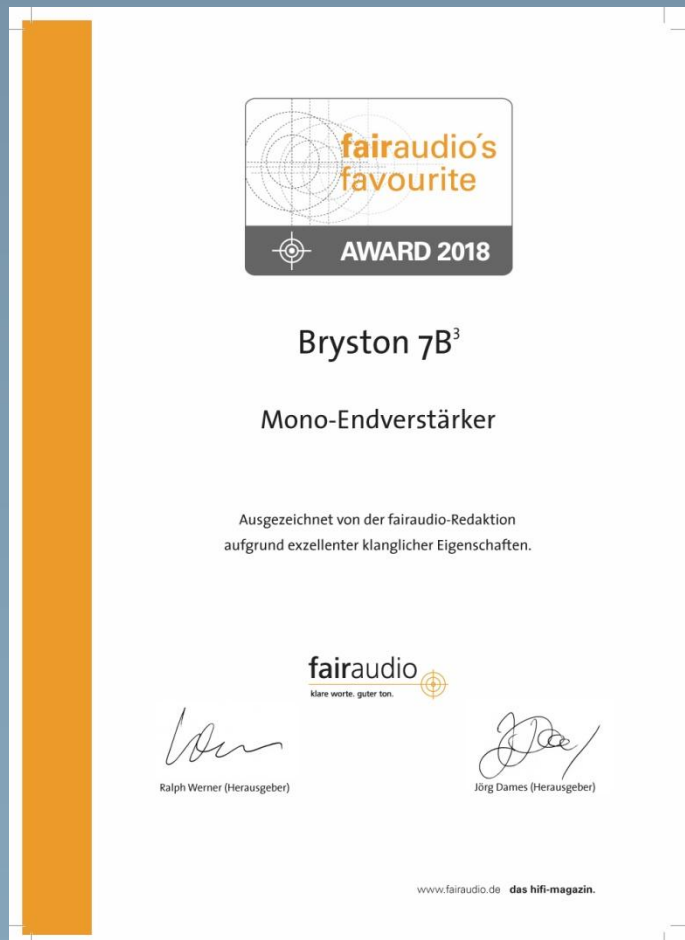 fairaudio´s
favourite
AWARD 2018
Bryston 7B³
Mono-Endverstärker
Ausgezeichnet von der fairaudio-Redaktion
aufgrund exzellenter klanglicher Eigenschaften.
fairaudio
klare worte. guter ton.
Ralph Werner (Herausgeber)
Jörg Dames (Herausgeber)
www.fairaudio.de das hifi-magazin.